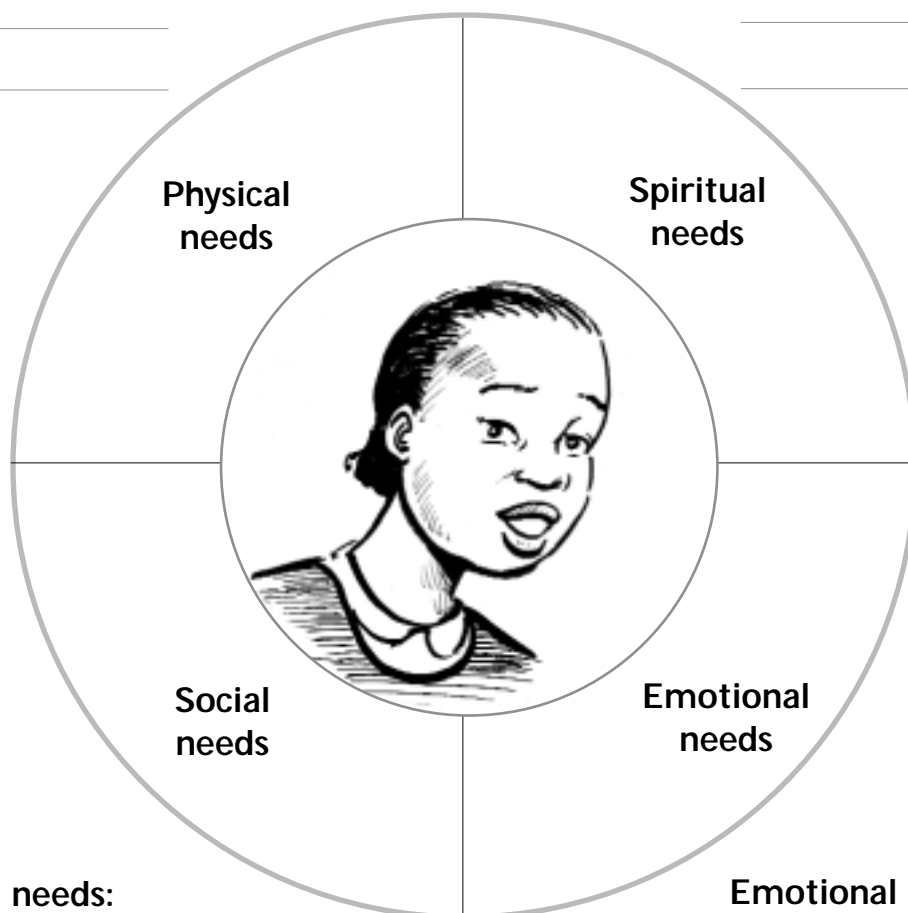 Physical
needs
Spiritual
needs
Social
needs
Emotional
needs
needs:
Emotional